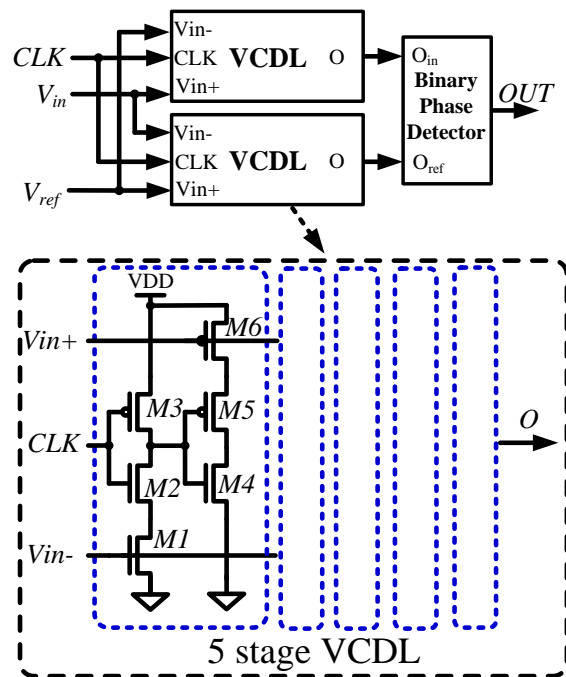 CLK
Vin
Vref
Vin-
CLK VCDL O
Vin+
Vin-
CLK VCDL O
Vin+
Oin
Binary
Phase
Detector
Oref
OUT
VDD
Vin+
M6
M3
M5
CLK
M2
M4
Vin-
M1
O
5 stage VCDL